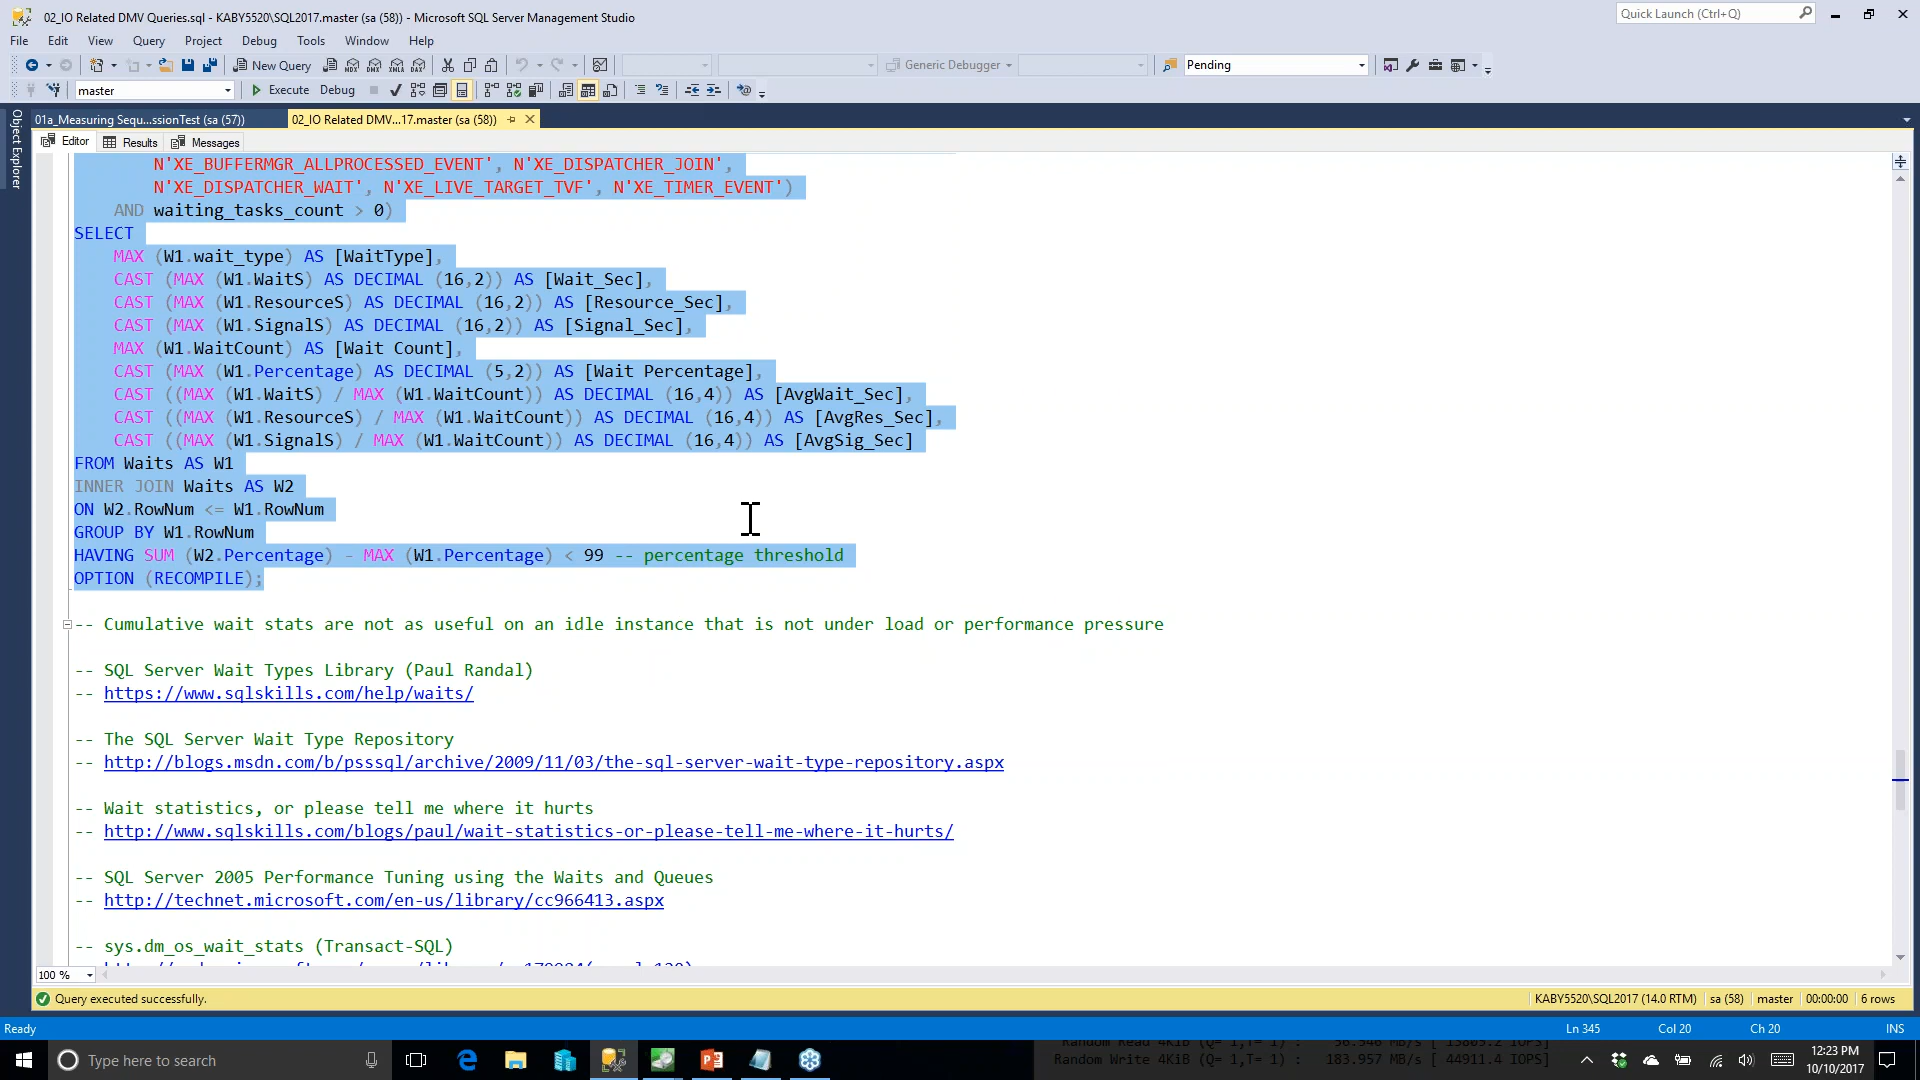 02_IO Related DMV Queries.sql - KABY5520\SQL2017.master (sa (58)) - Microsoft SQL Server Management Studio
Quick Launch (Ctrl+Q)
File Edit View Query Project Debug Tools Window Help
New Query
Generic Debugger
Pending
master
Execute Debug
Object Explorer
01a_Measuring Sequ...ssionTest (sa (57))
02_IO Related DMV...17.master (sa (58))
Editor Results Messages
N'XE_BUFFERMGR_ALLPROCESSED_EVENT', N'XE_DISPATCHER_JOIN',
N'XE_DISPATCHER_WAIT', N'XE_LIVE_TARGET_TVF', N'XE_TIMER_EVENT')
AND waiting_tasks_count > 0)
SELECT
MAX (W1.wait_type) AS [WaitType],
CAST (MAX (W1.WaitS) AS DECIMAL (16,2)) AS [Wait_Sec],
CAST (MAX (W1.ResourceS) AS DECIMAL (16,2)) AS [Resource_Sec],
CAST (MAX (W1.SignalS) AS DECIMAL (16,2)) AS [Signal_Sec],
MAX (W1.WaitCount) AS [Wait Count],
CAST (MAX (W1.Percentage) AS DECIMAL (5,2)) AS [Wait Percentage],
CAST ((MAX (W1.WaitS) / MAX (W1.WaitCount)) AS DECIMAL (16,4)) AS [AvgWait_Sec],
CAST ((MAX (W1.ResourceS) / MAX (W1.WaitCount)) AS DECIMAL (16,4)) AS [AvgRes_Sec],
CAST ((MAX (W1.SignalS) / MAX (W1.WaitCount)) AS DECIMAL (16,4)) AS [AvgSig_Sec]
FROM Waits AS W1
INNER JOIN Waits AS W2
ON W2.RowNum <= W1.RowNum
GROUP BY W1.RowNum
HAVING SUM (W2.Percentage) - MAX (W1.Percentage) < 99 -- percentage threshold
OPTION (RECOMPILE);
-- Cumulative wait stats are not as useful on an idle instance that is not under load or performance pressure
-- SQL Server Wait Types Library (Paul Randal)
-- https://www.sqlskills.com/help/waits/
-- The SQL Server Wait Type Repository
-- http://blogs.msdn.com/b/psssql/archive/2009/11/03/the-sql-server-wait-type-repository.aspx
-- Wait statistics, or please tell me where it hurts
-- http://www.sqlskills.com/blogs/paul/wait-statistics-or-please-tell-me-where-it-hurts/
-- SQL Server 2005 Performance Tuning using the Waits and Queues
-- http://technet.microsoft.com/en-us/library/cc966413.aspx
-- sys.dm_os_wait_stats (Transact-SQL)
100 %
Query executed successfully.
KABY5520\SQL2017 (14.0 RTM) sa (58) master 00:00:00 6 rows
Ready
Ln 345 Col 20 Ch 20 INS
Type here to search
Random Write 4KiB (Q= 1,T= 1) : 183.957 MB/s [ 44911.4 IOPS]
12:23 PM
10/10/2017